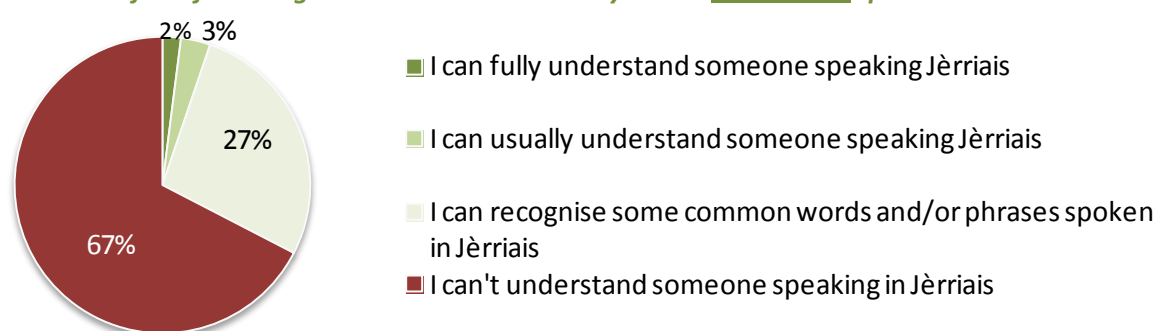 2% 3%
27%
67%
I can fully understand someone speaking Jèrriais
I can usually understand someone speaking Jèrriais
I can recognise some common words and/or phrases spoken
in Jèrriais
I can't understand someone speaking in Jèrriais